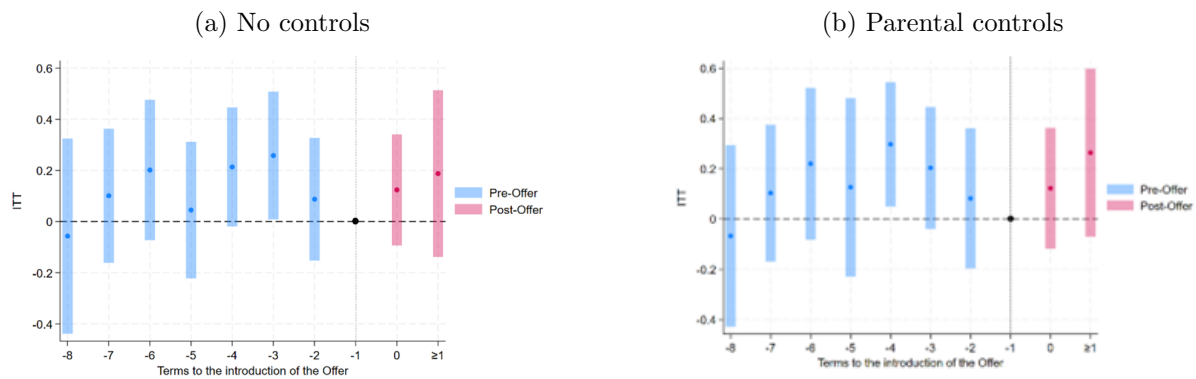 (a) No controls
0.6
0.4
0.2
0
-0.2
-0.4
ITT
-8 -7 -6 -5 -4 -3 -2 -1 0 ≥1
Terms to the introduction of the Offer
Pre-Offer
Post-Offer
(b) Parental controls
0.6
0.4
0.2
0
-0.2
-0.4
ITT
-8 -7 -6 -5 -4 -3 -2 -1 0 ≥1
Terms to the introduction of the Offer
Pre-Offer
Post-Offer